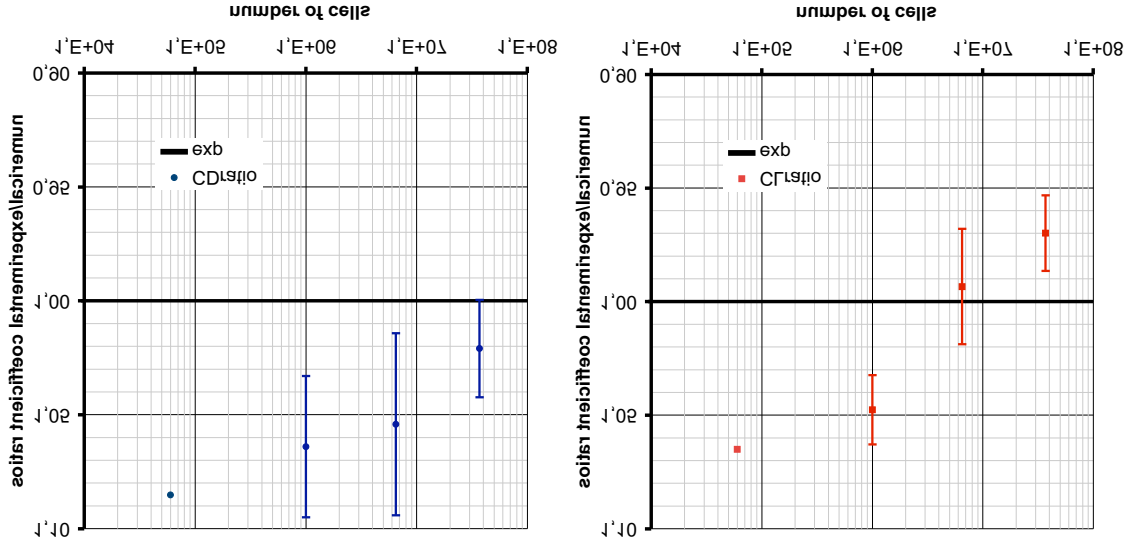 number of cells
1,E+04 1,E+05 1,E+06 1,E+07 1,E+08
0,90
0,95
1,00
1,05
1,10
numerical/experimental coefficient ratios
exp
CDratio
number of cells
1,E+04 1,E+05 1,E+06 1,E+07 1,E+08
0,90
0,95
1,00
1,05
1,10
numerical/experimental coefficient ratios
exp
CLratio